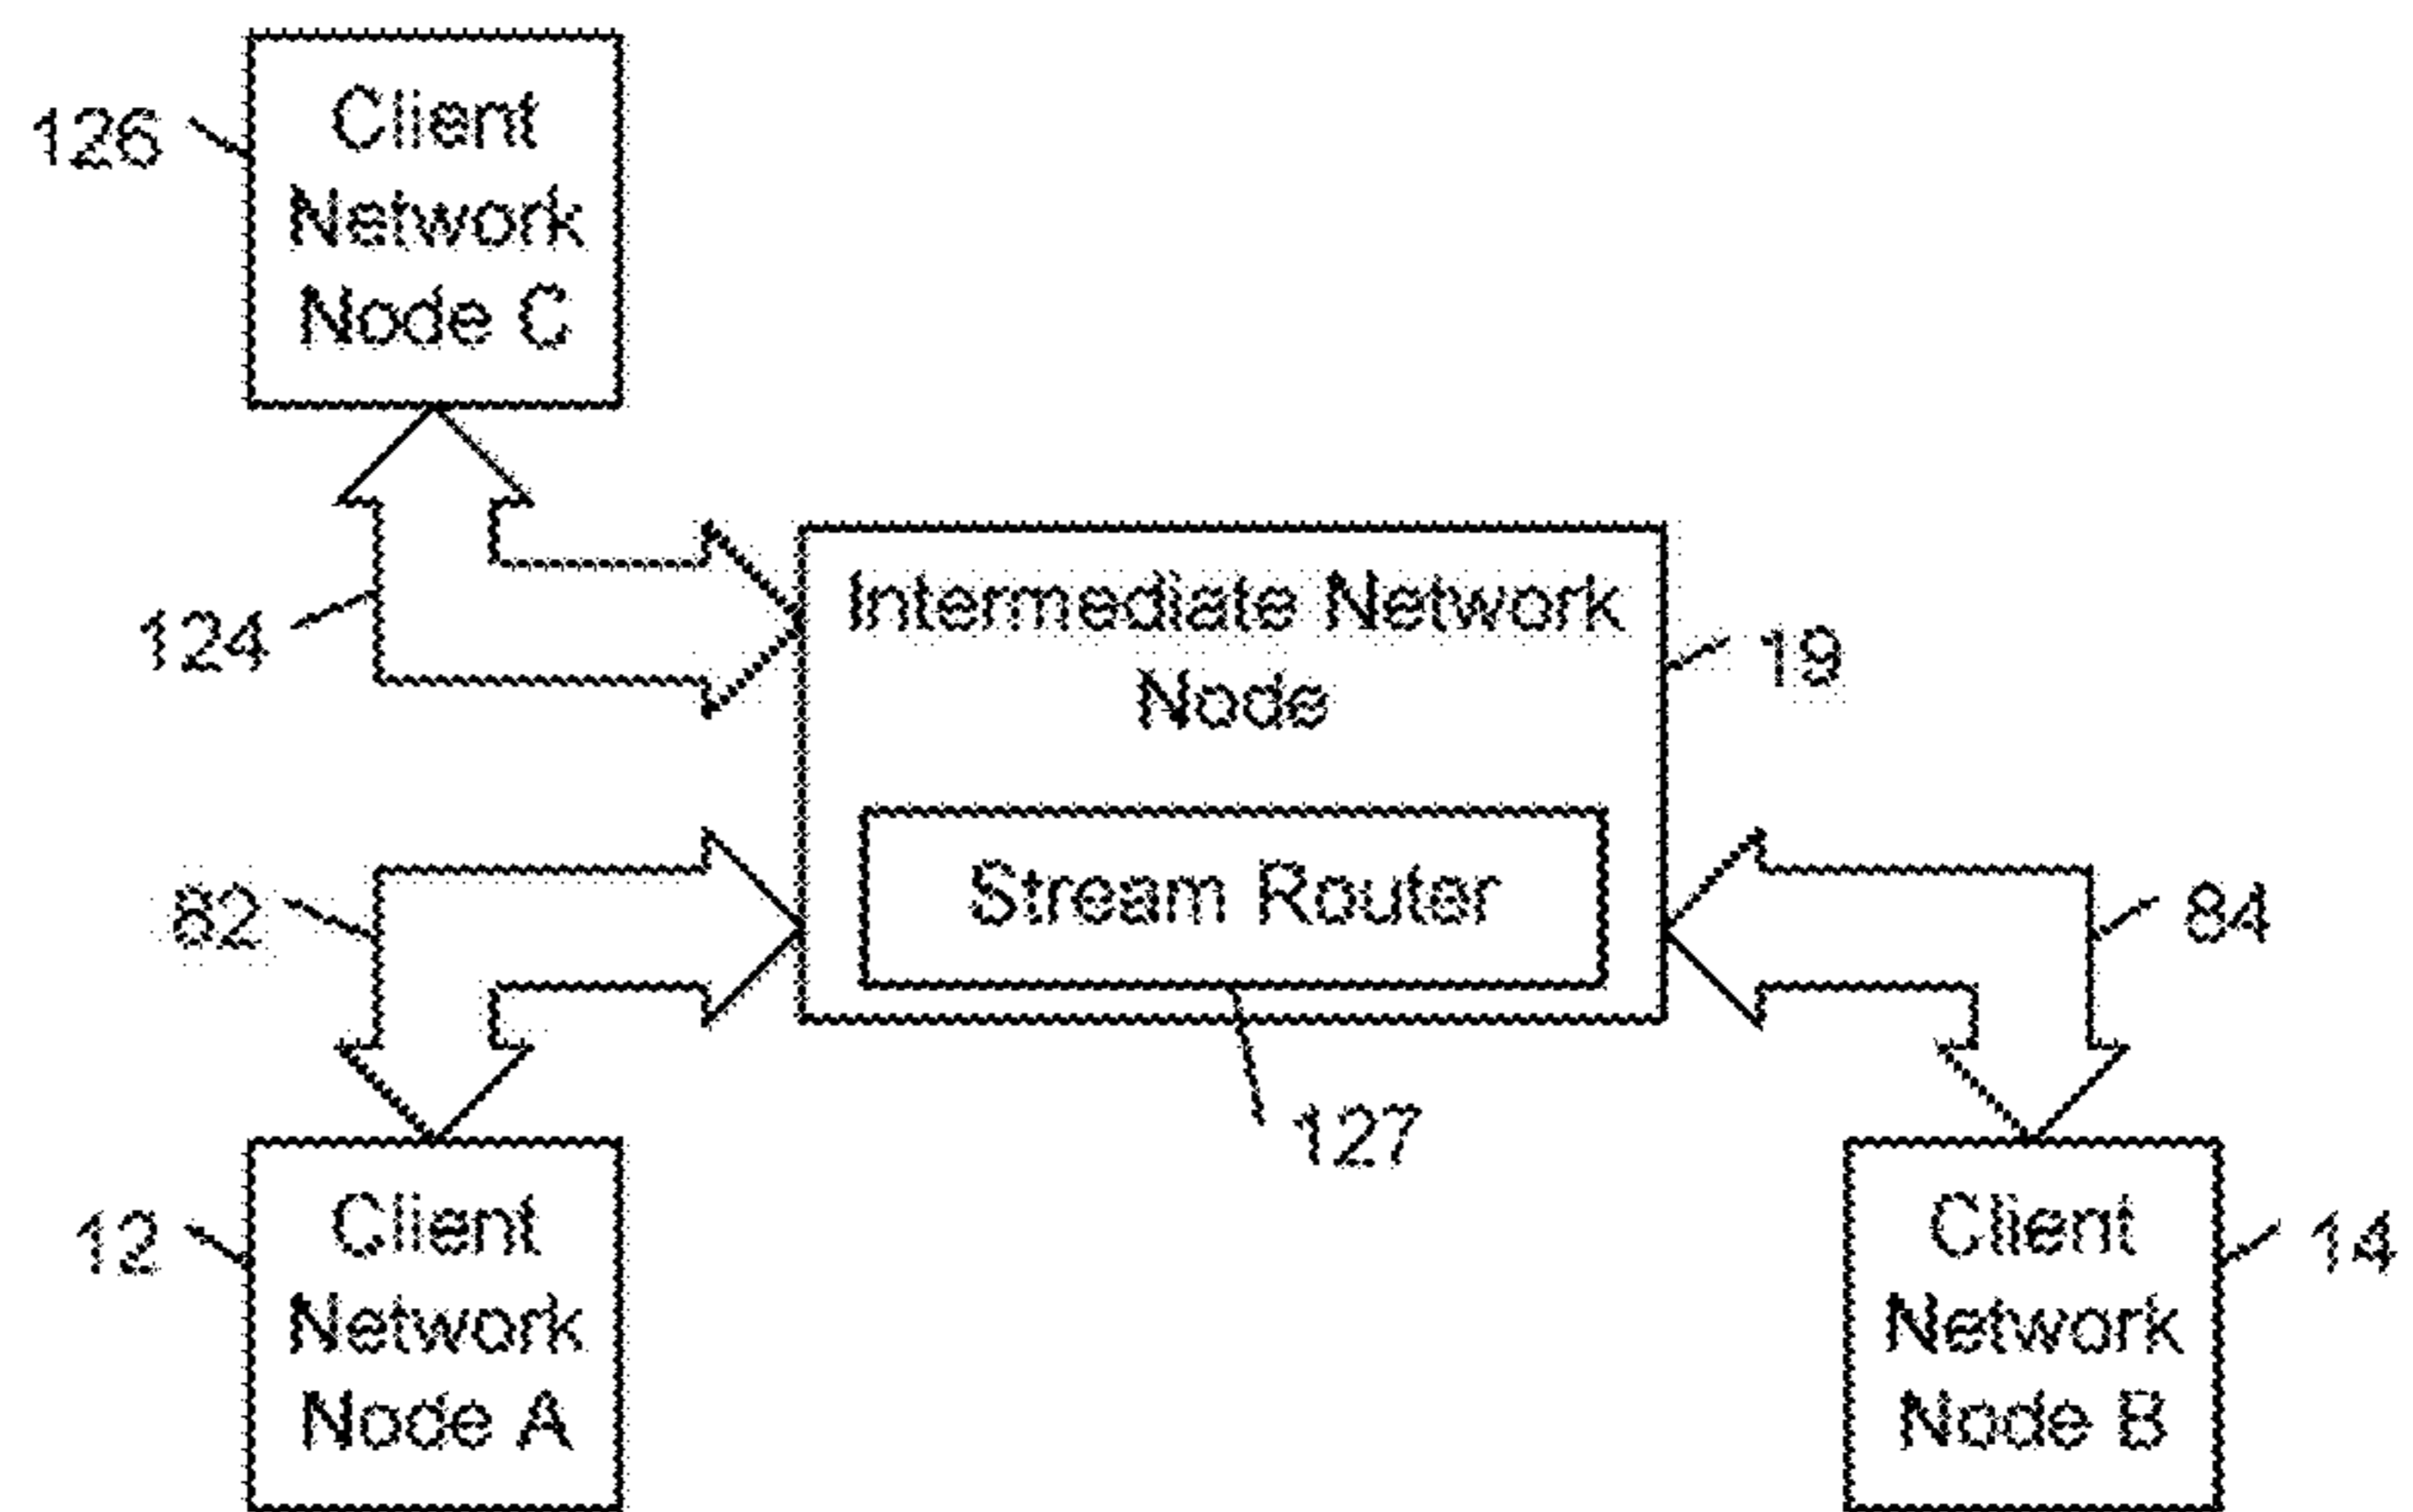 126
Client
Network
Node C
124
Intermediate Network
Node
19
Stream Router
82
84
127
12
Client
Network
Node A
Client
Network
Node B
14